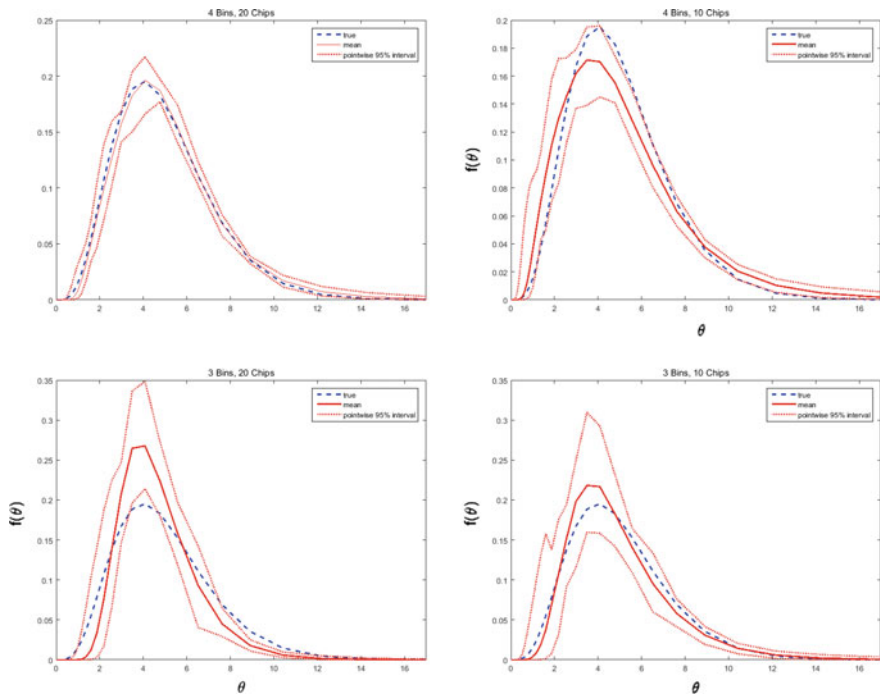 4 Bins, 20 Chips
0.25
0.2
0.15
0.1
0.05
0
0 2 4 6 8 10 12 14 16
true
mean
pointwise 95% interval
4 Bins, 10 Chips
f(θ)
0.2
0.18
0.16
0.14
0.12
0.1
0.08
0.06
0.04
0.02
0
0 2 4 6 8 10 12 14 16
θ
true
mean
pointwise 95% interval
3 Bins, 20 Chips
f(θ)
0.35
0.3
0.25
0.2
0.15
0.1
0.05
0
0 2 4 6 8 10 12 14 16
θ
true
mean
pointwise 95% interval
3 Bins, 10 Chips
f(θ)
0.35
0.3
0.25
0.2
0.15
0.1
0.05
0
0 2 4 6 8 10 12 14 16
θ
true
mean
pointwise 95% interval